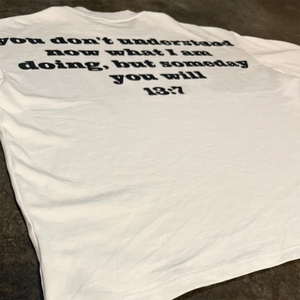 you don't understand
now what I am
doing, but someday
you will
13:7